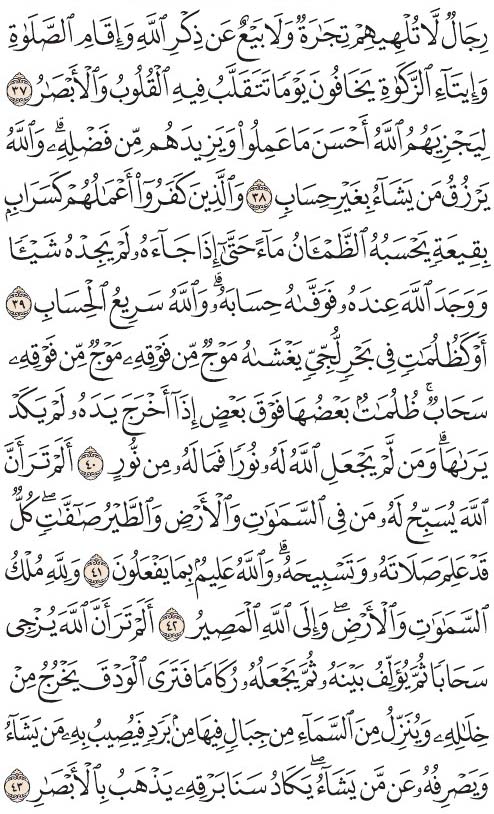 رِجَالٌ لَّا تُلْهِيهِمْ تِجَٰرَةٌ وَلَا بَيْعٌ عَن ذِكْرِ ٱللَّهِ وَإِقَامِ ٱلصَّلَوٰةِ
وَإِيتَآءِ ٱلزَّكَوٰةِ يَخَافُونَ يَوْمًا تَتَقَلَّبُ فِيهِ ٱلْقُلُوبُ وَٱلْأَبْصَٰرُ ٣٧
لِيَجْزِيَهُمُ ٱللَّهُ أَحْسَنَ مَا عَمِلُوا۟ وَيَزِيدَهُم مِّن فَضْلِهِۦ ۗ وَٱللَّهُ
يَرْزُقُ مَن يَشَآءُ بِغَيْرِ حِسَابٍ ٣٨ وَٱلَّذِينَ كَفَرُوٓا۟ أَعْمَٰلُهُمْ كَسَرَابٍۭ
بِقِيعَةٍ يَحْسَبُهُ ٱلظَّمْـَٔانُ مَآءً حَتَّىٰٓ إِذَا جَآءَهُۥ لَمْ يَجِدْهُ شَيْـًٔا
وَوَجَدَ ٱللَّهَ عِندَهُۥ فَوَفَّىٰهُ حِسَابَهُۥ ۗ وَٱللَّهُ سَرِيعُ ٱلْحِسَابِ ٣٩
أَوْ كَظُلُمَٰتٍ فِى بَحْرٍ لُّجِّىٍّ يَغْشَىٰهُ مَوْجٌ مِّن فَوْقِهِۦ مَوْجٌ مِّن فَوْقِهِۦ
سَحَابٌ ۚ ظُلُمَٰتٌۢ بَعْضُهَا فَوْقَ بَعْضٍ إِذَآ أَخْرَجَ يَدَهُۥ لَمْ يَكَدْ
يَرَىٰهَا ۗ وَمَن لَّمْ يَجْعَلِ ٱللَّهُ لَهُۥ نُورًا فَمَا لَهُۥ مِن نُّورٍ ٤٠ أَلَمْ تَرَ أَنَّ
ٱللَّهَ يُسَبِّحُ لَهُۥ مَن فِى ٱلسَّمَٰوَٰتِ وَٱلْأَرْضِ وَٱلطَّيْرُ صَٰٓفَّٰتٍ ۖ كُلٌّ
قَدْ عَلِمَ صَلَاتَهُۥ وَتَسْبِيحَهُۥ ۗ وَٱللَّهُ عَلِيمٌۢ بِمَا يَفْعَلُونَ ٤١ وَلِلَّهِ مُلْكُ
ٱلسَّمَٰوَٰتِ وَٱلْأَرْضِ ۖ وَإِلَى ٱللَّهِ ٱلْمَصِيرُ ٤٢ أَلَمْ تَرَ أَنَّ ٱللَّهَ يُزْجِى
سَحَابًا ثُمَّ يُؤَلِّفُ بَيْنَهُۥ ثُمَّ يَجْعَلُهُۥ رُكَامًا فَتَرَى ٱلْوَدْقَ يَخْرُجُ مِنْ
خِلَٰلِهِۦ وَيُنَزِّلُ مِنَ ٱلسَّمَآءِ مِن جِبَالٍ فِيهَا مِنۢ بَرَدٍ فَيُصِيبُ بِهِۦ مَن يَشَآءُ
وَيَصْرِفُهُۥ عَن مَّن يَشَآءُ ۖ يَكَادُ سَنَا بَرْقِهِۦ يَذْهَبُ بِٱلْأَبْصَٰرِ ٤٣